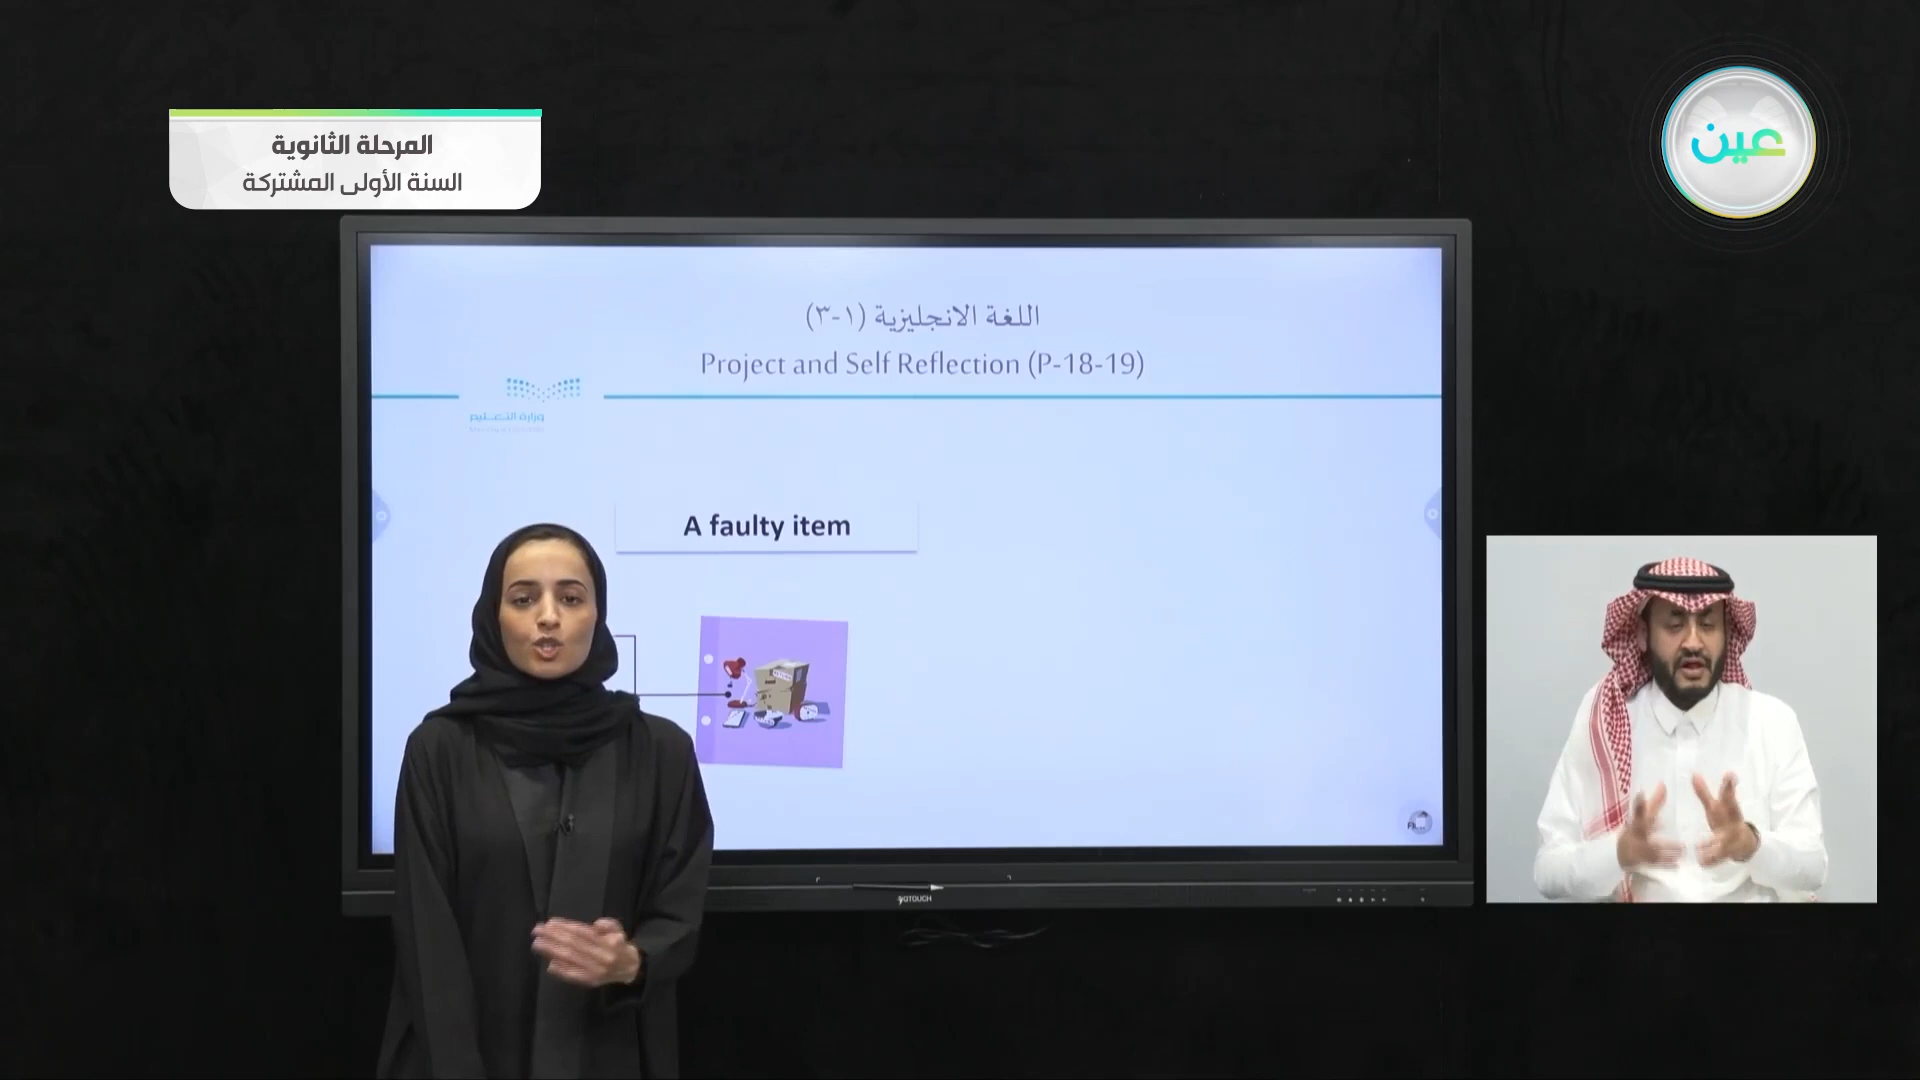 المرحلة الثانوية
السنة الأولى المشتركة
عين
اللغة الانجليزية (١-٣)
Project and Self Reflection (P-18-19)
وزارة التعليم
A faulty item